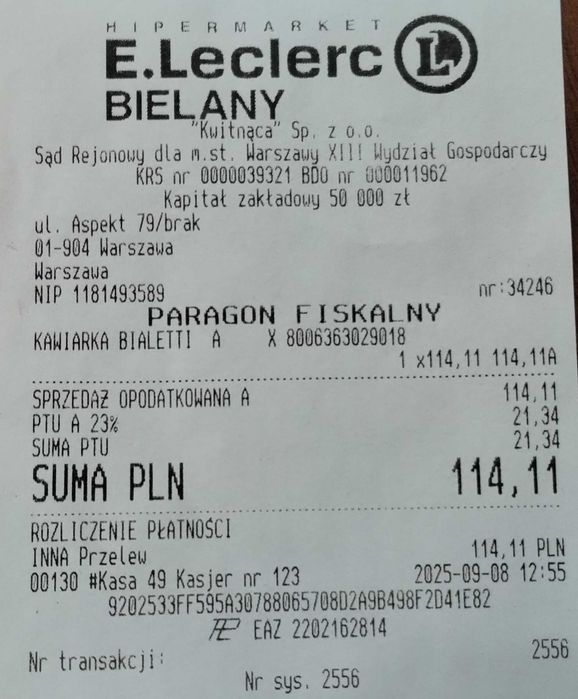 HIPERMARKET
E.Leclerc L
BIELANY
"Kwitnąca" Sp. z o.o.
Sąd Rejonowy dla m.st. Warszawy XIII Wydział Gospodarczy
KRS nr 0000039321 BDO nr 000011962
Kapitał zakładowy 50 000 zł
ul. Aspekt 79/brak
01-904 Warszawa
Warszawa
NIP 1181493589 nr:34246
PARAGON FISKALNY
KAWIARKA BIALETTI A X 8006363029018
1 x114,11 114,11A
SPRZEDAŻ OPODATKOWANA A 114,11
PTU A 23% 21,34
SUMA PTU 21,34
SUMA PLN 114,11
ROZLICZENIE PŁATNOŚCI
INNA Przelew 114,11 PLN
00130 #Kasa 49 Kasjer nr 123 2025-09-08 12:55
9202533FF595A30788065708D2A9B498F2D41E82
EAZ 2202162814
Nr transakcji: 2556
Nr sys. 2556